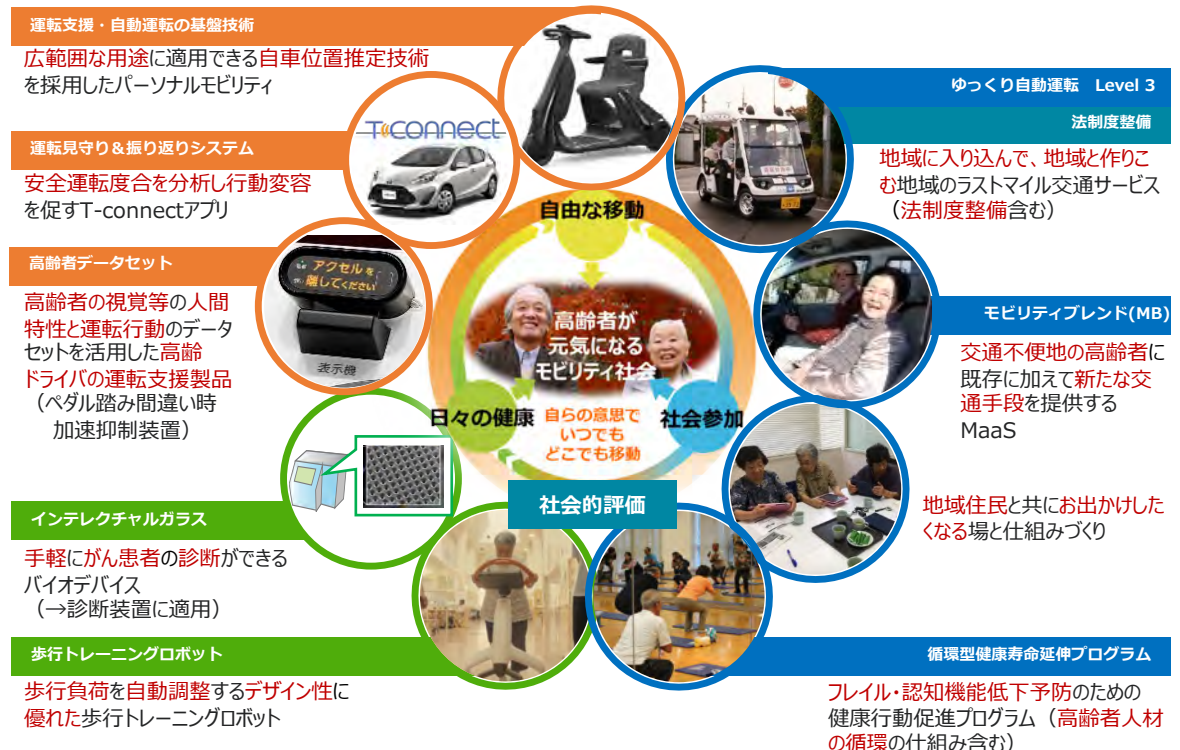 運転支援・自動運転の基盤技術
広範囲な用途に適用できる自車位置推定技術
を採用したパーソナルモビリティ
運転見守り＆振り返りシステム
安全運転度合を分析し行動変容
を促すT-connectアプリ
高齢者データセット
高齢者の視覚等の人間
特性と運転行動のデータ
セットを活用した高齢
ドライバの運転支援製品
（ペダル踏み間違い時
加速抑制装置）
インテレクチャルガラス
手軽にがん患者の診断ができる
バイオデバイス
（→診断装置に適用）
歩行トレーニングロボット
歩行負荷を自動調整するデザイン性に
優れた歩行トレーニングロボット
T-CONNECT
アクセルを
離してください
表示機
自由な移動
高齢者が
元気になる
モビリティ社会
日々の健康
自らの意思で
いつでも
どこでも移動
社会参加
社会的評価
ゆっくり自動運転 Level 3
法制度整備
地域に入り込んで、地域と作りこ
む地域のラストマイル交通サービス
（法制度整備含む）
モビリティブレンド(MB)
交通不便地の高齢者に
既存に加えて新たな交
通手段を提供する
MaaS
地域住民と共にお出かけした
くなる場と仕組みづくり
循環型健康寿命延伸プログラム
フレイル・認知機能低下予防のための
健康行動促進プログラム（高齢者人材
の循環の仕組み含む）